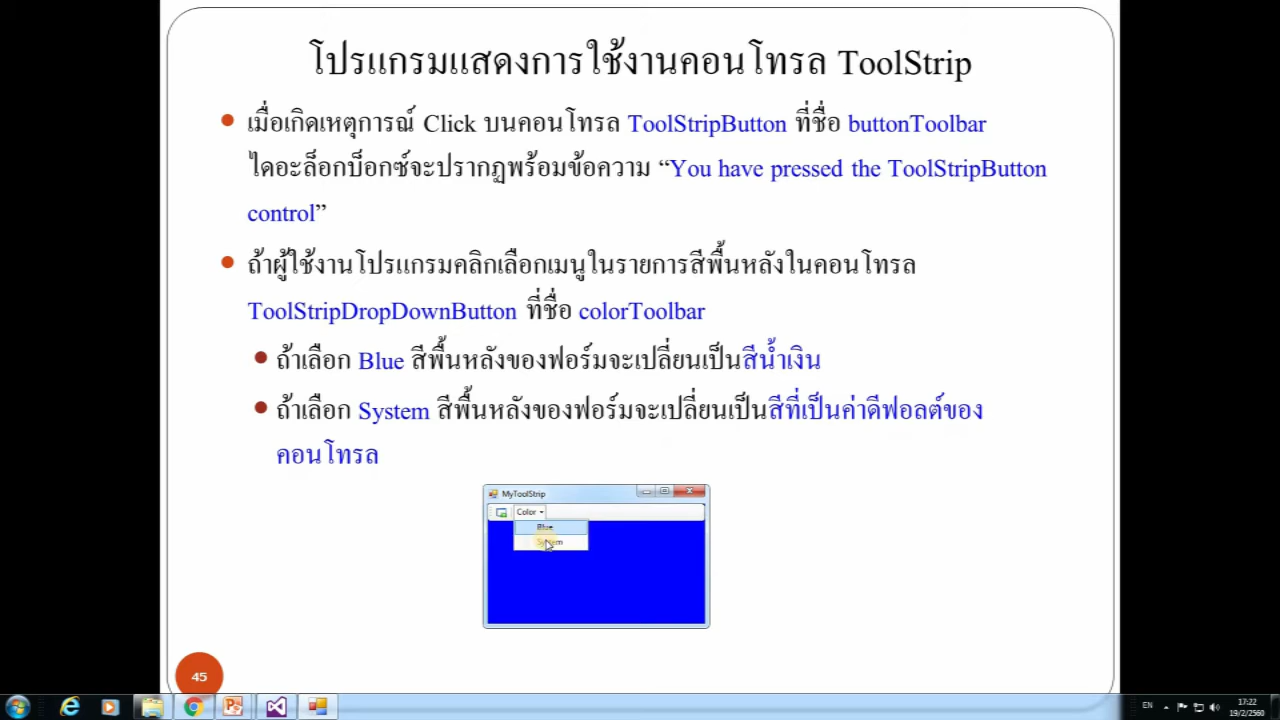 โปรแกรมแสดงการใช้งานคอนโทรล ToolStrip
เมื่อเกิดเหตุการณ์ Click บนคอนโทรล ToolStripButton ที่ชื่อ buttonToolbar
ไดอะล็อกบ็อกซ์จะปรากฏพร้อมข้อความ “You have pressed the ToolStripButton
control”
ถ้าผู้ใช้งานโปรแกรมคลิกเลือกเมนูในรายการสีพื้นหลังในคอนโทรล
ToolStripDropDownButton ที่ชื่อ colorToolbar
ถ้าเลือก Blue สีพื้นหลังของฟอร์มจะเปลี่ยนเป็นสีน้ำเงิน
ถ้าเลือก System สีพื้นหลังของฟอร์มจะเปลี่ยนเป็นสีที่เป็นค่าดีฟอลต์ของ
คอนโทรล
MyToolStrip
Color
Blue
System
45
EN
17:22
19/2/2560